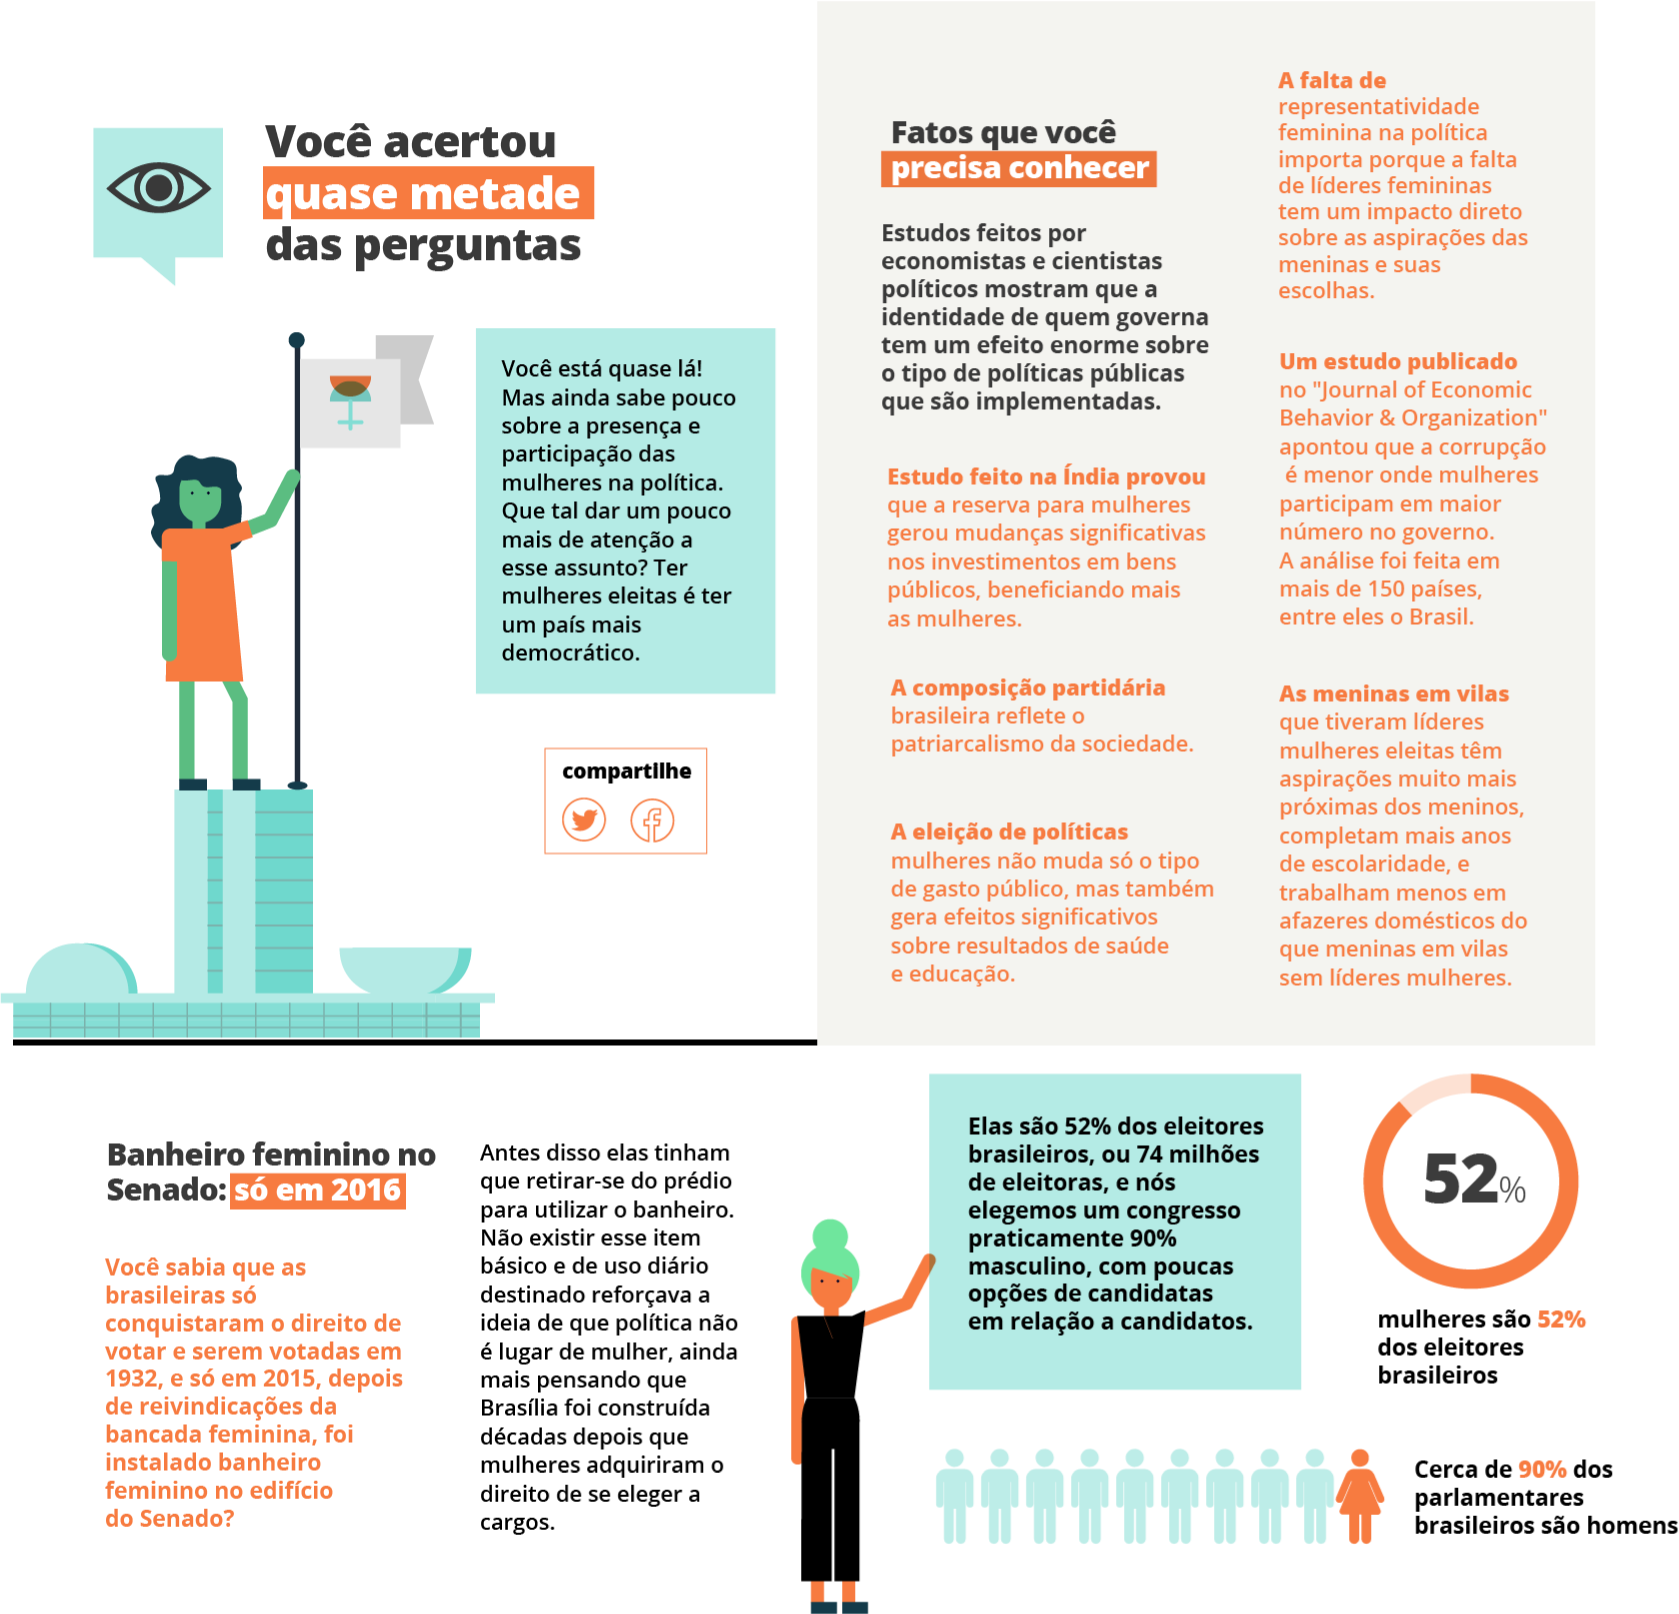 Você acertou
quase metade
das perguntas
Você está quase lá!
Mas ainda sabe pouco
sobre a presença e
participação das
mulheres na política.
Que tal dar um pouco
mais de atenção a
esse assunto? Ter
mulheres eleitas é ter
um país mais
democrático.
compartilhe
Fatos que você
precisa conhecer
Estudos feitos por
economistas e cientistas
políticos mostram que a
identidade de quem governa
tem um efeito enorme sobre
o tipo de políticas públicas
que são implementadas.
Estudo feito na Índia provou
que a reserva para mulheres
gerou mudanças significativas
nos investimentos em bens
públicos, beneficiando mais
as mulheres.
A composição partidária
brasileira reflete o
patriarcalismo da sociedade.
A eleição de políticas
mulheres não muda só o tipo
de gasto público, mas também
gera efeitos significativos
sobre resultados de saúde
e educação.
A falta de
representatividade
feminina na política
importa porque a falta
de líderes femininas
tem um impacto direto
sobre as aspirações das
meninas e suas
escolhas.
Um estudo publicado
no "Journal of Economic
Behavior & Organization"
apontou que a corrupção
é menor onde mulheres
participam em maior
número no governo.
A análise foi feita em
mais de 150 países,
entre eles o Brasil.
As meninas em vilas
que tiveram líderes
mulheres eleitas têm
aspirações muito mais
próximas dos meninos,
completam mais anos
de escolaridade, e
trabalham menos em
afazeres domésticos do
que meninas em vilas
sem líderes mulheres.
Banheiro feminino no
Senado: só em 2016
Você sabia que as
brasileiras só
conquistaram o direito de
votar e serem votadas em
1932, e só em 2015, depois
de reivindicações da
bancada feminina, foi
instalado banheiro
feminino no edifício
do Senado?
Antes disso elas tinham
que retirar-se do prédio
para utilizar o banheiro.
Não existir esse item
básico e de uso diário
destinado reforçava a
ideia de que política não
é lugar de mulher, ainda
mais pensando que
Brasília foi construída
décadas depois que
mulheres adquiriram o
direito de se eleger a
cargos.
Elas são 52% dos eleitores
brasileiros, ou 74 milhões
de eleitoras, e nós
elegemos um congresso
praticamente 90%
masculino, com poucas
opções de candidatas
em relação a candidatos.
52%
mulheres são 52%
dos eleitores
brasileiros
Cerca de 90% dos
parlamentares
brasileiros são homens